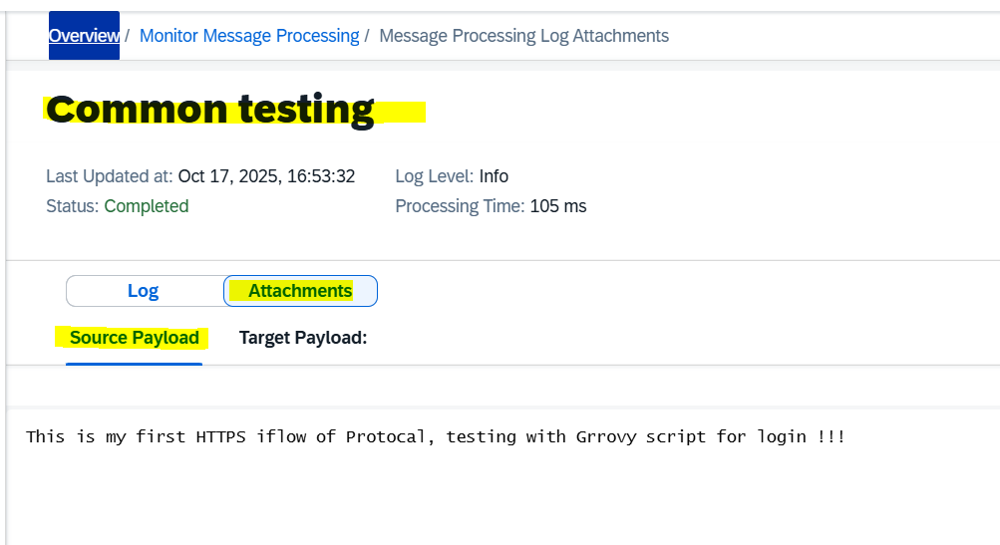 Overview / Monitor Message Processing / Message Processing Log Attachments
Common testing
Last Updated at: Oct 17, 2025, 16:53:32 Log Level: Info
Status: Completed Processing Time: 105 ms
Log Attachments
Source Payload Target Payload:
This is my first HTTPS iflow of Protocal, testing with Grrovy script for login !!!